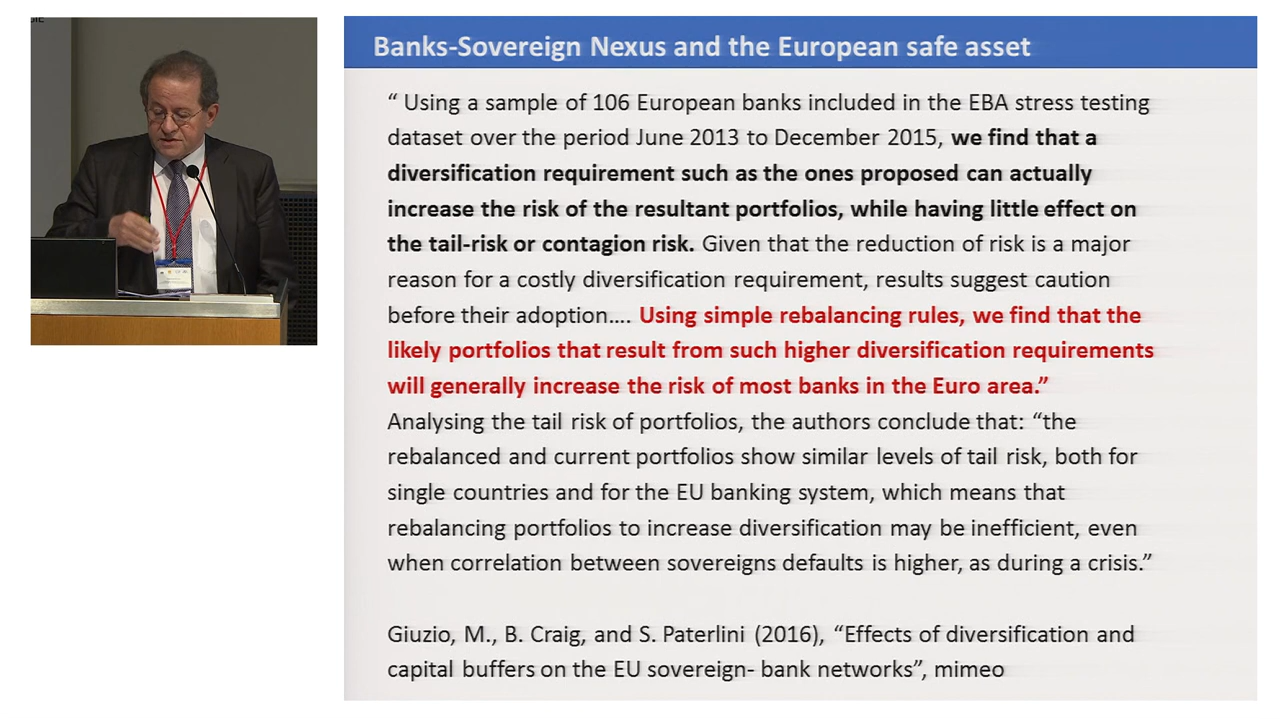 Banks-Sovereign Nexus and the European safe asset
“ Using a sample of 106 European banks included in the EBA stress testing
dataset over the period June 2013 to December 2015, we find that a
diversification requirement such as the ones proposed can actually
increase the risk of the resultant portfolios, while having little effect on
the tail-risk or contagion risk. Given that the reduction of risk is a major
reason for a costly diversification requirement, results suggest caution
before their adoption…. Using simple rebalancing rules, we find that the
likely portfolios that result from such higher diversification requirements
will generally increase the risk of most banks in the Euro area.”
Analysing the tail risk of portfolios, the authors conclude that: “the
rebalanced and current portfolios show similar levels of tail risk, both for
single countries and for the EU banking system, which means that
rebalancing portfolios to increase diversification may be inefficient, even
when correlation between sovereigns defaults is higher, as during a crisis.”
Giuzio, M., B. Craig, and S. Paterlini (2016), “Effects of diversification and
capital buffers on the EU sovereign- bank networks”, mimeo